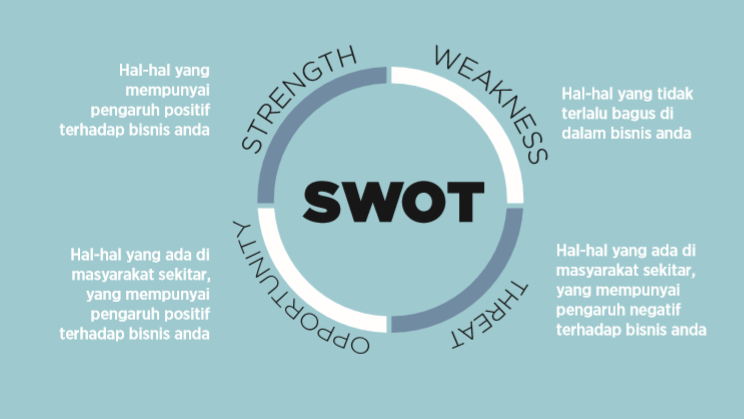 STRENGTH
Hal-hal yang
mempunyai
pengaruh positif
terhadap bisnis anda
WEAKNESS
Hal-hal yang tidak
terlalu bagus di
dalam bisnis anda
SWOT
OPPORTUNITY
Hal-hal yang ada di
masyarakat sekitar,
yang mempunyai
pengaruh positif
terhadap bisnis anda
THREAT
Hal-hal yang ada di
masyarakat sekitar,
yang mempunyai
pengaruh negatif
terhadap bisnis anda